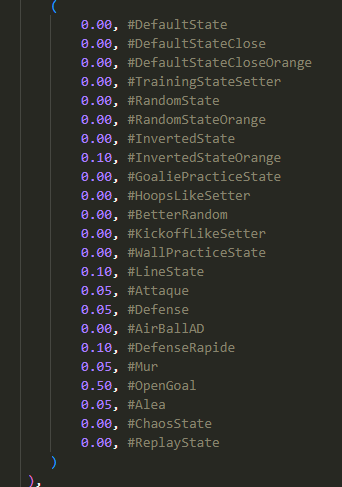 (
0.00, #DefaultState
0.00, #DefaultStateClose
0.00, #DefaultStateCloseOrange
0.00, #TrainingStateSetter
0.00, #RandomState
0.00, #RandomStateOrange
0.00, #InvertedState
0.10, #InvertedStateOrange
0.00, #GoaliePracticeState
0.00, #HoopsLikeSetter
0.00, #BetterRandom
0.00, #KickoffLikeSetter
0.00, #WallPracticeState
0.10, #LineState
0.05, #Attaque
0.05, #Defense
0.00, #AirBallAD
0.10, #DefenseRapide
0.05, #Mur
0.50, #OpenGoal
0.05, #Alea
0.00, #ChaosState
0.00, #ReplayState
)
),